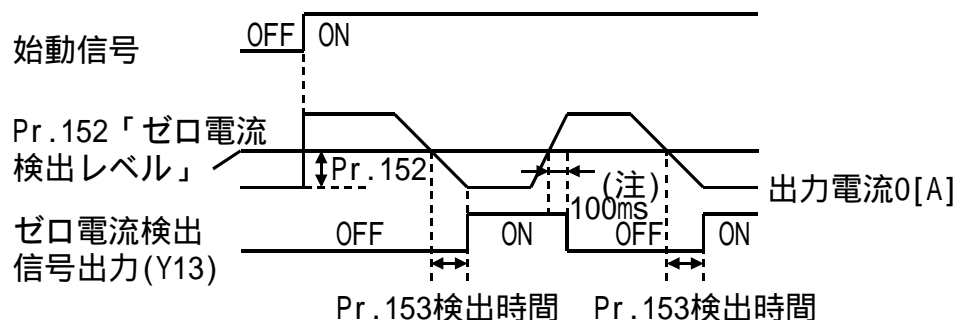 始動信号
OFF ON
Pr.152「ゼロ電流
検出レベル」
Pr.152
(注)
100ms
出力電流0[A]
ゼロ電流検出
信号出力(Y13)
OFF ON OFF ON
Pr.153検出時間 Pr.153検出時間